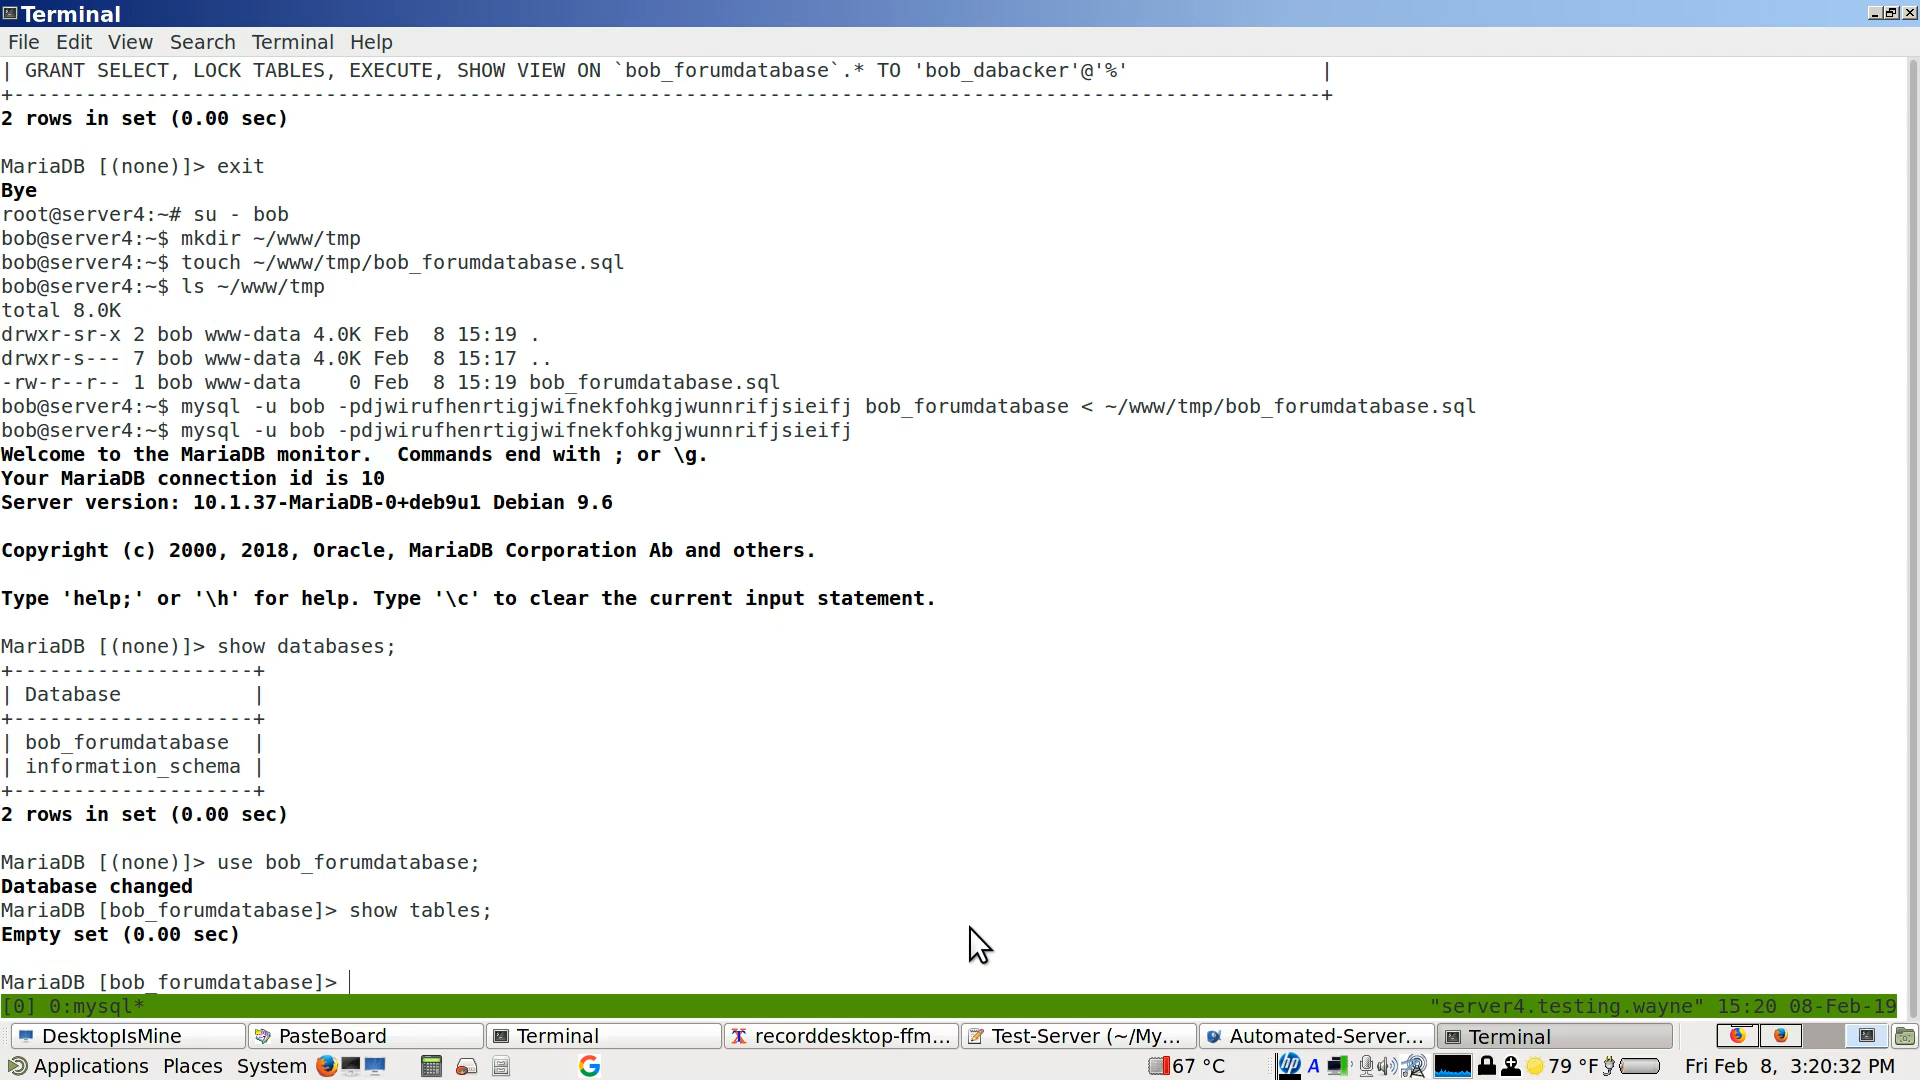 Terminal
File Edit View Search Terminal Help
| GRANT SELECT, LOCK TABLES, EXECUTE, SHOW VIEW ON `bob_forumdatabase`.* TO 'bob_dabacker'@'%'                |
+-------------------------------------------------------------------------------------------------------------+
2 rows in set (0.00 sec)
MariaDB [(none)]> exit
Bye
root@server4:~# su - bob
bob@server4:~$ mkdir ~/www/tmp
bob@server4:~$ touch ~/www/tmp/bob_forumdatabase.sql
bob@server4:~$ ls ~/www/tmp
total 8.0K
drwxr-sr-x 2 bob www-data 4.0K Feb  8 15:19 .
drwxr-s--- 7 bob www-data 4.0K Feb  8 15:17 ..
-rw-r--r-- 1 bob www-data    0 Feb  8 15:19 bob_forumdatabase.sql
bob@server4:~$ mysql -u bob -pdjwirufhenrtigjwifnekfohkgjwunnrifjsieifj bob_forumdatabase < ~/www/tmp/bob_forumdatabase.sql
bob@server4:~$ mysql -u bob -pdjwirufhenrtigjwifnekfohkgjwunnrifjsieifj
Welcome to the MariaDB monitor.  Commands end with ; or \g.
Your MariaDB connection id is 10
Server version: 10.1.37-MariaDB-0+deb9u1 Debian 9.6
Copyright (c) 2000, 2018, Oracle, MariaDB Corporation Ab and others.
Type 'help;' or '\h' for help. Type '\c' to clear the current input statement.
MariaDB [(none)]> show databases;
+--------------------+
| Database           |
+--------------------+
| bob_forumdatabase  |
| information_schema |
+--------------------+
2 rows in set (0.00 sec)
MariaDB [(none)]> use bob_forumdatabase;
Database changed
MariaDB [bob_forumdatabase]> show tables;
Empty set (0.00 sec)
MariaDB [bob_forumdatabase]>
[0] 0:mysql* "server4.testing.wayne" 15:20 08-Feb-19
DesktopIsMine PasteBoard Terminal recorddesktop-ffm... Test-Server (~/My... Automated-Server... Terminal
Applications Places System G 67 °C hp A 79 °F Fri Feb 8, 3:20:32 PM